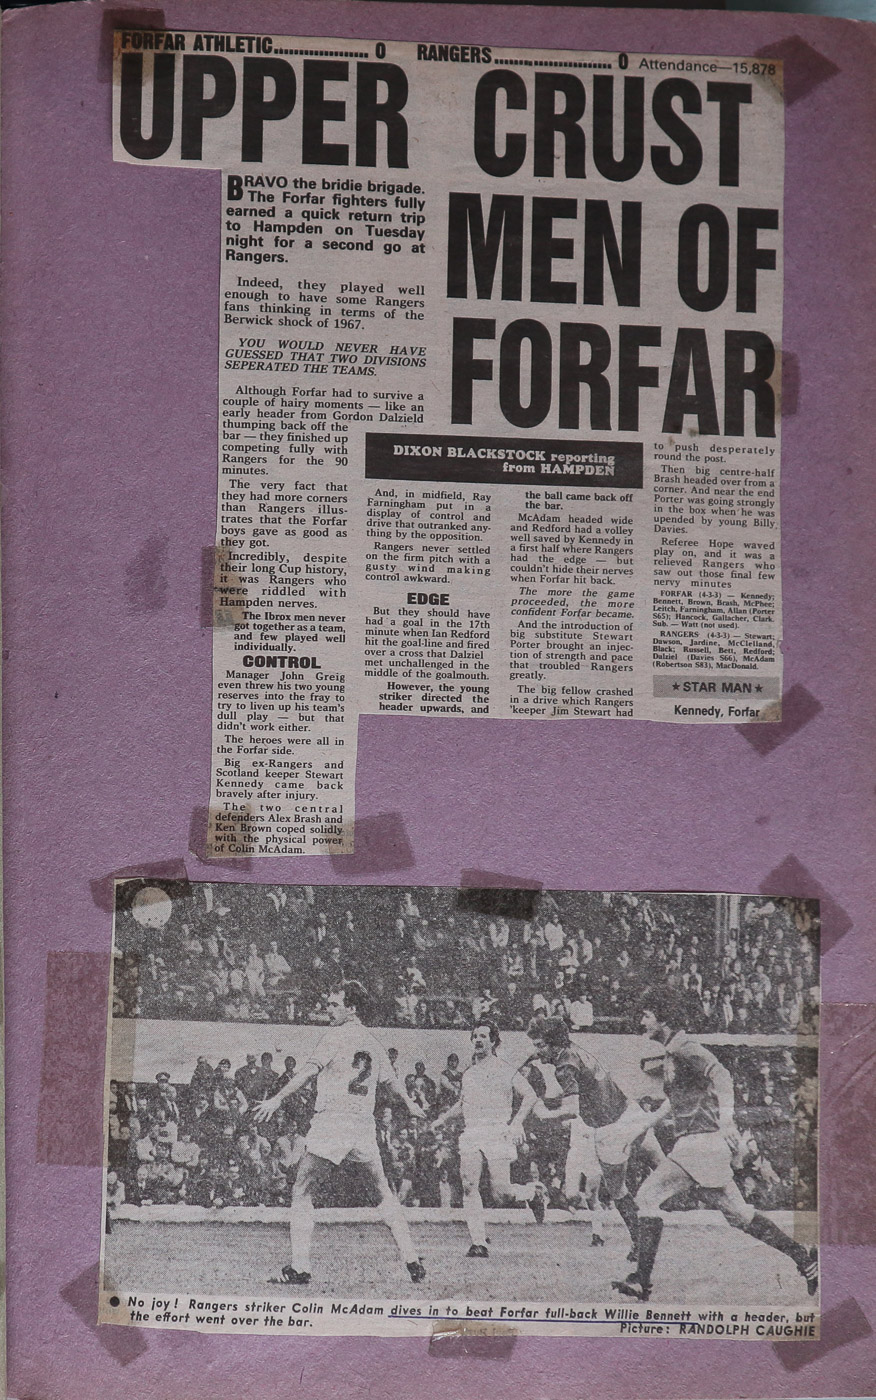 FORFAR ATHLETIC.................... 0 RANGERS......................... 0 Attendance—15,878
UPPER CRUST
MEN OF
FORFAR
BRAVO the bridie brigade.
The Forfar fighters fully
earned a quick return trip
to Hampden on Tuesday
night for a second go at
Rangers.
Indeed, they played well
enough to have some Rangers
fans thinking in terms of the
Berwick shock of 1967.
YOU WOULD NEVER HAVE
GUESSED THAT TWO DIVISIONS
SEPERATED THE TEAMS.
Although Forfar had to survive a
couple of hairy moments — like an
early header from Gordon Dalzield
thumping back off the
bar — they finished up
competing fully with
Rangers for the 90
minutes.
The very fact that
they had more corners
than Rangers illus-
trates that the Forfar
boys gave as good as
they got.
Incredibly, despite
their long Cup history,
it was Rangers who
were riddled with
Hampden nerves.
The Ibrox men never
got together as a team,
and few played well
individually.
CONTROL
Manager John Greig
even threw his two young
reserves into the fray to
try to liven up his team's
dull play — but that
didn't work either.
The heroes were all in
the Forfar side.
Big ex-Rangers and
Scotland keeper Stewart
Kennedy came back
bravely after injury.
The two central
defenders Alex Brash and
Ken Brown coped solidly
with the physical power
of Colin McAdam.
DIXON BLACKSTOCK reporting
from HAMPDEN
And, in midfield, Ray
Farningham put in a
display of control and
drive that outranked any-
thing by the opposition.
Rangers never settled
on the firm pitch with a
gusty wind making
control awkward.
EDGE
But they should have
had a goal in the 17th
minute when Ian Redford
hit the goal-line and fired
over a cross that Dalziel
met unchallenged in the
middle of the goalmouth.
However, the young
striker directed the
header upwards, and
the ball came back off
the bar.
McAdam headed wide
and Redford had a volley
well saved by Kennedy in
a first half where Rangers
had the edge — but
couldn't hide their nerves
when Forfar hit back.
The more the game
proceeded, the more
confident Forfar became.
And the introduction of
big substitute Stewart
Porter brought an injec-
tion of strength and pace
that troubled Rangers
greatly.
The big fellow crashed
in a drive which Rangers
'keeper Jim Stewart had
to push desperately
round the post.
Then big centre-half
Brash headed over from a
corner. And near the end
Porter was going strongly
in the box when he was
upended by young Billy
Davies.
Referee Hope waved
play on, and it was a
relieved Rangers who
saw out those final few
nervy minutes
FORFAR (4-3-3) — Kennedy;
Bennett, Brown, Brash, McPhee;
Leitch, Farningham, Allan (Porter
S65); Hancock, Gallacher, Clark.
Sub. — Watt (not used).
RANGERS (4-3-3) — Stewart;
Dawson, Jardine, McClelland,
Black; Russell, Bett, Redford;
Dalziel (Davies S66), McAdam
(Robertson S83), MacDonald.
★ STAR MAN ★
Kennedy, Forfar
2
● No joy! Rangers striker Colin McAdam dives in to beat Forfar full-back Willie Bennett with a header, but
the effort went over the bar.
Picture: RANDOLPH CAUGHIE